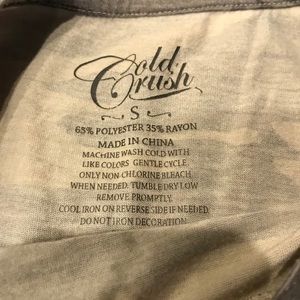 Cold
Crush
S
65% POLYESTER 35% RAYON
MADE IN CHINA
MACHINE WASH COLD WITH
LIKE COLORS GENTLE CYCLE.
ONLY NON-CHLORINE BLEACH
WHEN NEEDED. TUMBLE DRY LOW
REMOVE PROMPTLY.
COOL IRON ON REVERSE SIDE IF NEEDED.
DO NOT IRON DECORATION.